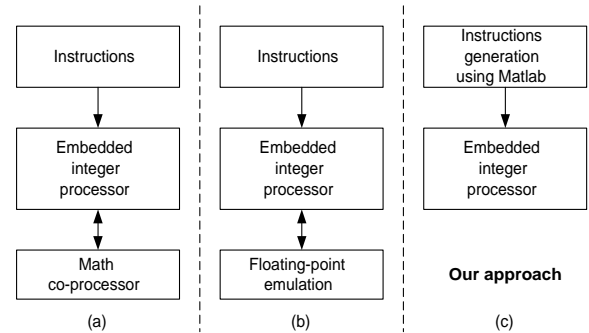 Instructions
Embedded
integer
processor
Math
co-processor
(a)
Instructions
Embedded
integer
processor
Floating-point
emulation
(b)
Instructions
generation
using Matlab
Embedded
integer
processor
Our approach
(c)